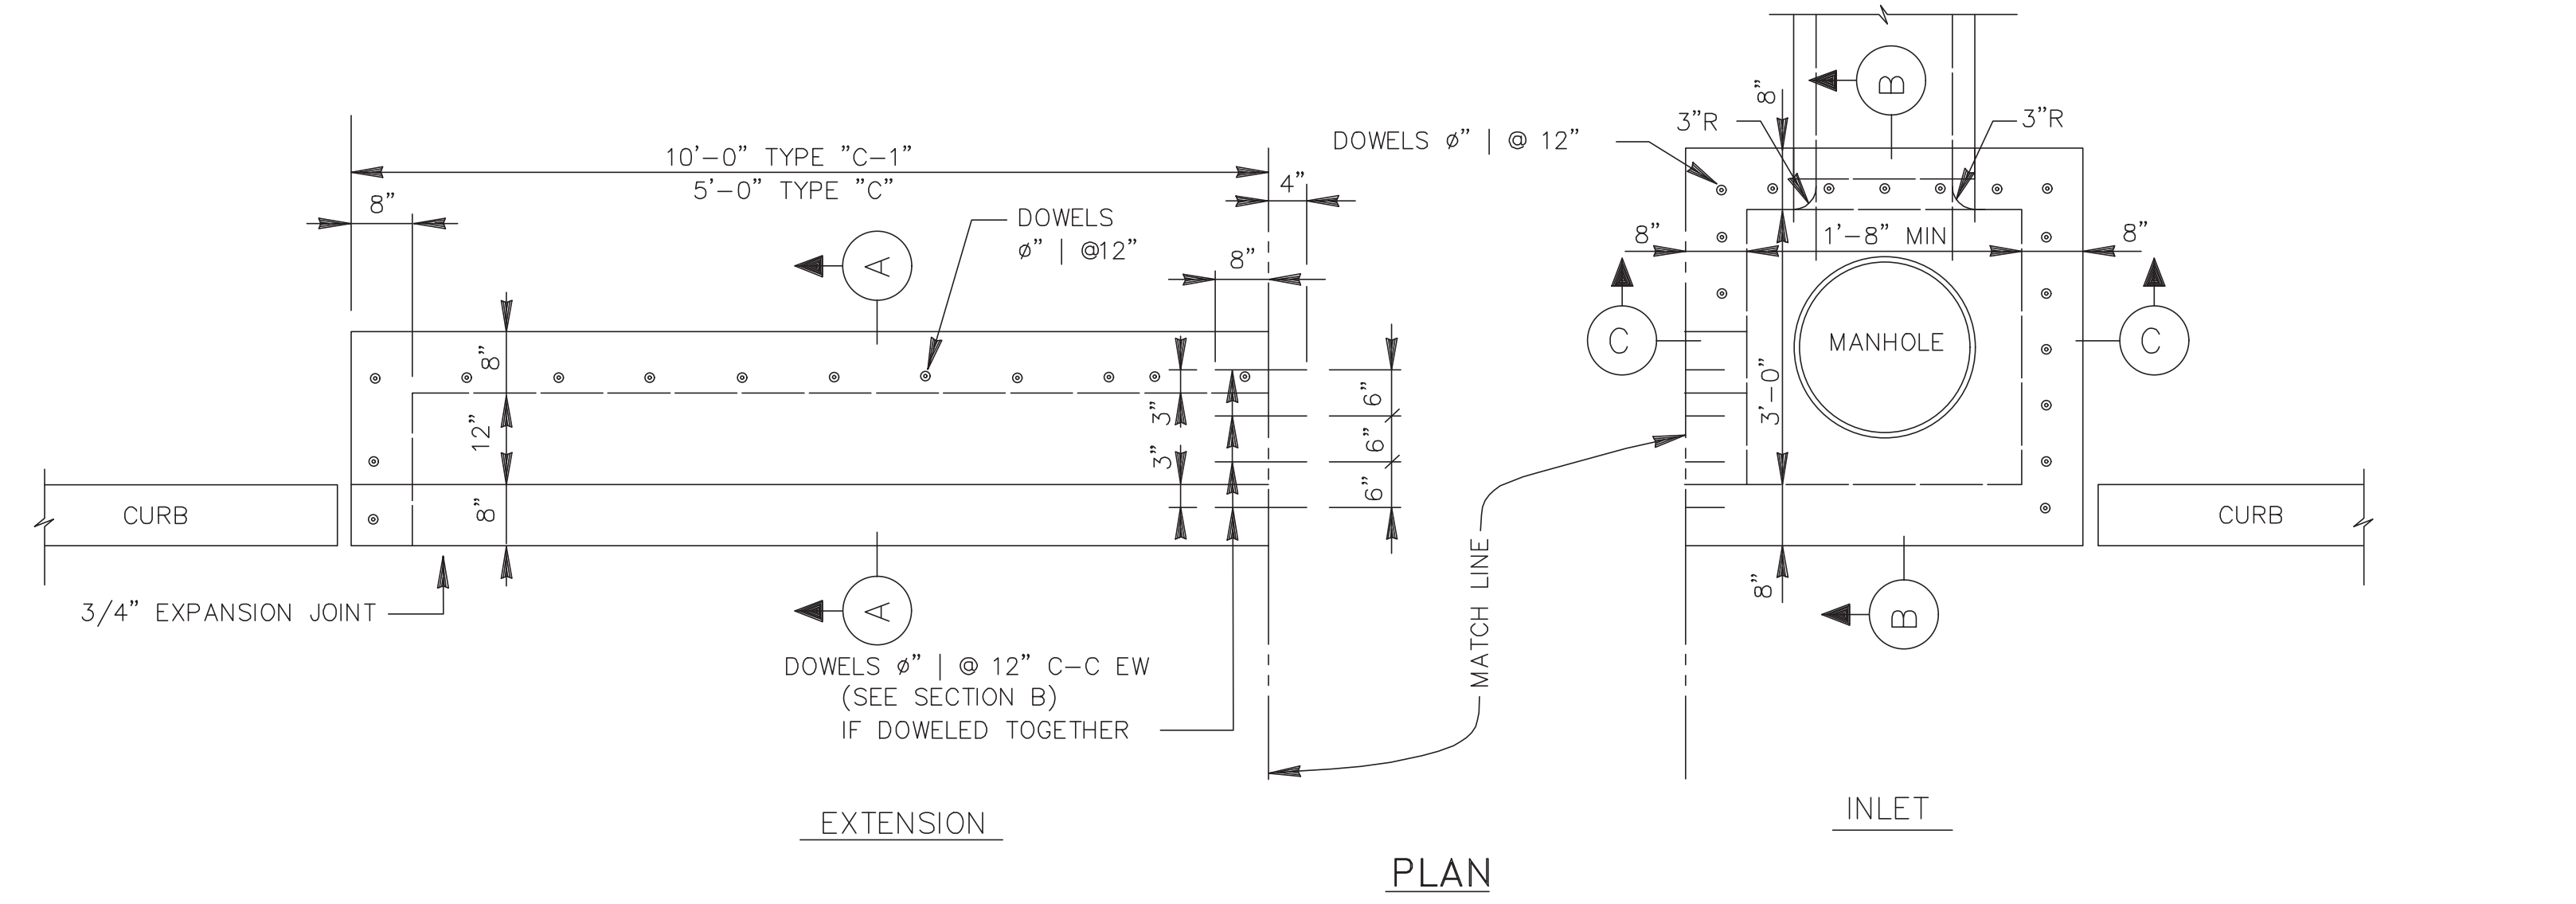 10'-0" TYPE "C-1"
5'-0" TYPE "C"
8"
4"
DOWELS
ø" | @12"
8"
A
8"
12"
8"
3"
3"
6"
6"
6"
CURB
3/4" EXPANSION JOINT
A
DOWELS ø" | @ 12" C-C EW
(SEE SECTION B)
IF DOWELED TOGETHER
MATCH LINE
EXTENSION
B
8"
3"R
3"R
DOWELS ø" | @ 12"
8"
1'-8" MIN
8"
C
MANHOLE
C
3'-0"
CURB
8"
B
INLET
PLAN